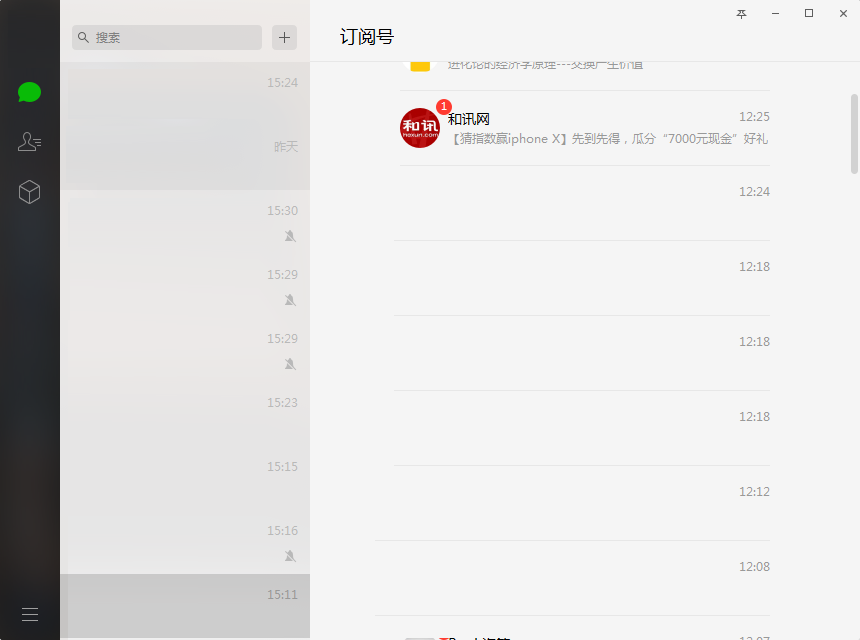 搜索
15:24
昨天
15:30
15:29
15:29
15:23
15:15
15:16
15:11
订阅号
进化论的经济学原理---交换产生价值
和讯
hexun.com
1
和讯网
12:25
【猜指数赢iphone X】先到先得，瓜分“7000元现金”好礼
12:24
12:18
12:18
12:18
12:12
12:08
12:07